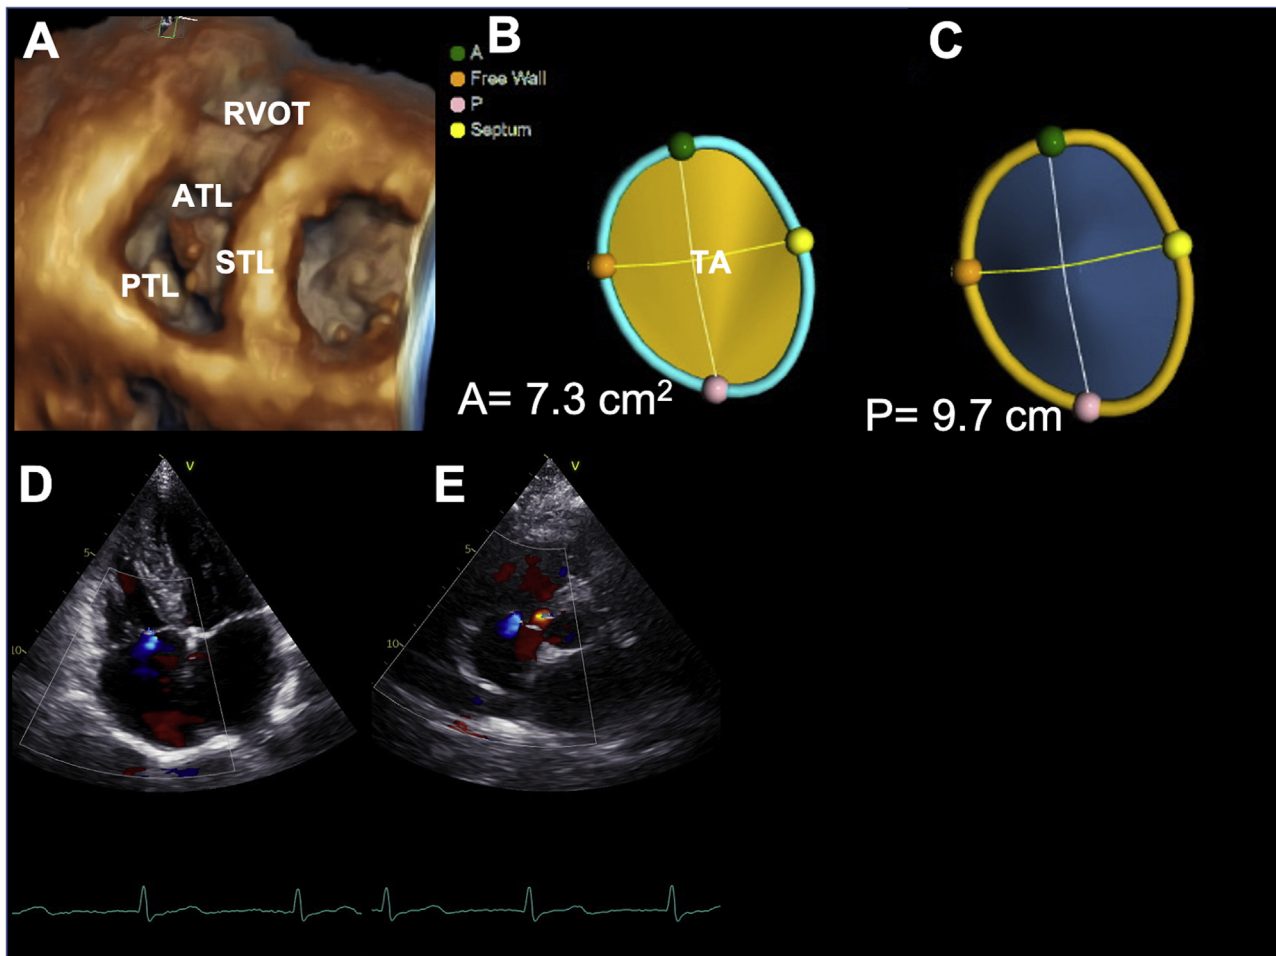 A
RVOT
ATL
STL
PTL
B
A
Free Wall
P
Septum
TA
A= 7.3 cm²
C
P= 9.7 cm
D
V
5
10
E
V
5
10